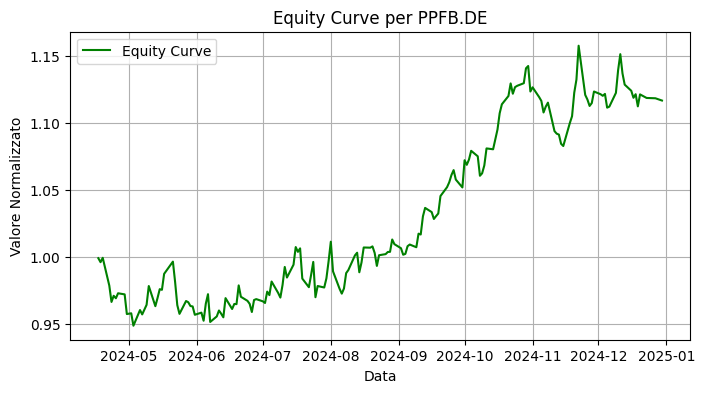 Equity Curve per PPFB.DE
Equity Curve
Valore Normalizzato
1.15
1.10
1.05
1.00
0.95
2024-05 2024-06 2024-07 2024-08 2024-09 2024-10 2024-11 2024-12 2025-01
Data